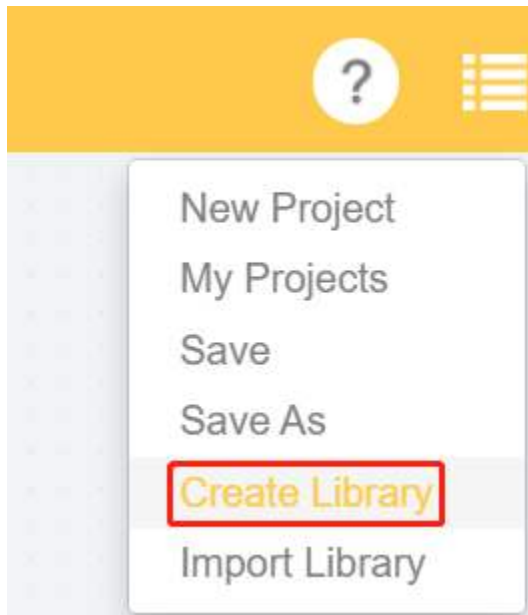 ?
New Project
My Projects
Save
Save As
Create Library
Import Library